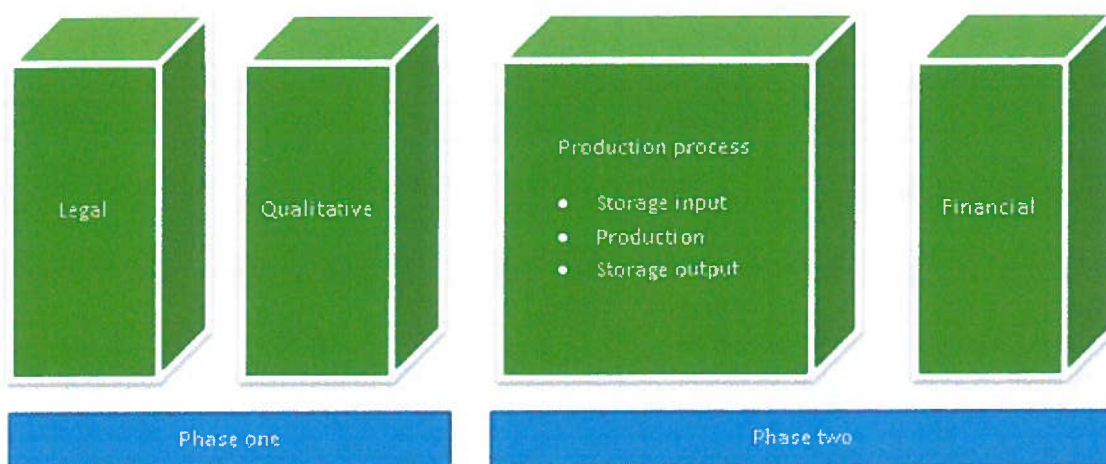 Legal
Qualitative
Production process
• Storage input
• Production
• Storage output
Financial
Phase one
Phase two